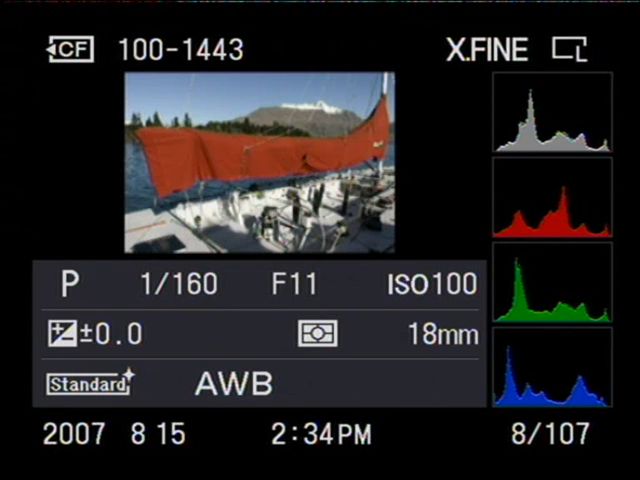 CF 100-1443 X.FINE L
P 1/160 F11 ISO100
±0.0 18mm
Standard AWB
2007 8 15 2:34PM 8/107